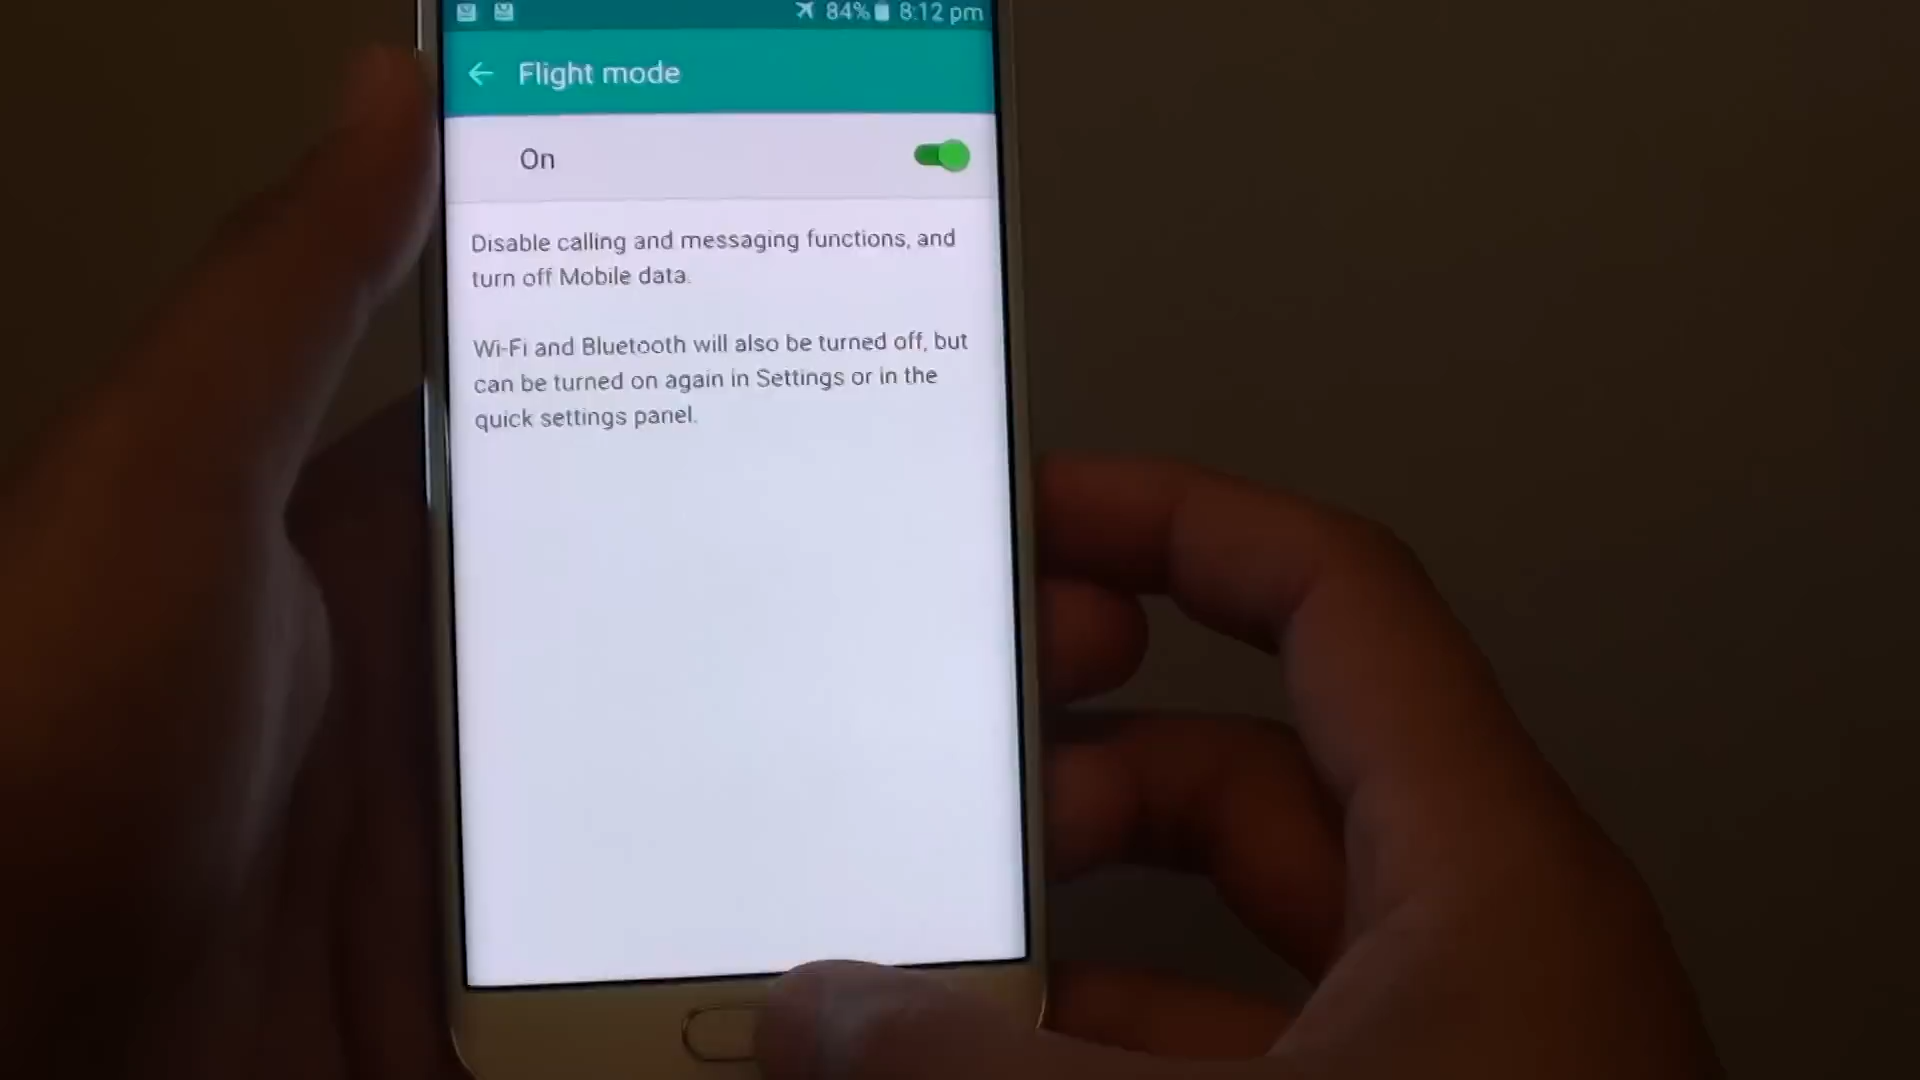 84% 8:12 pm
Flight mode
On
Disable calling and messaging functions, and
turn off Mobile data.
Wi-Fi and Bluetooth will also be turned off, but
can be turned on again in Settings or in the
quick settings panel.